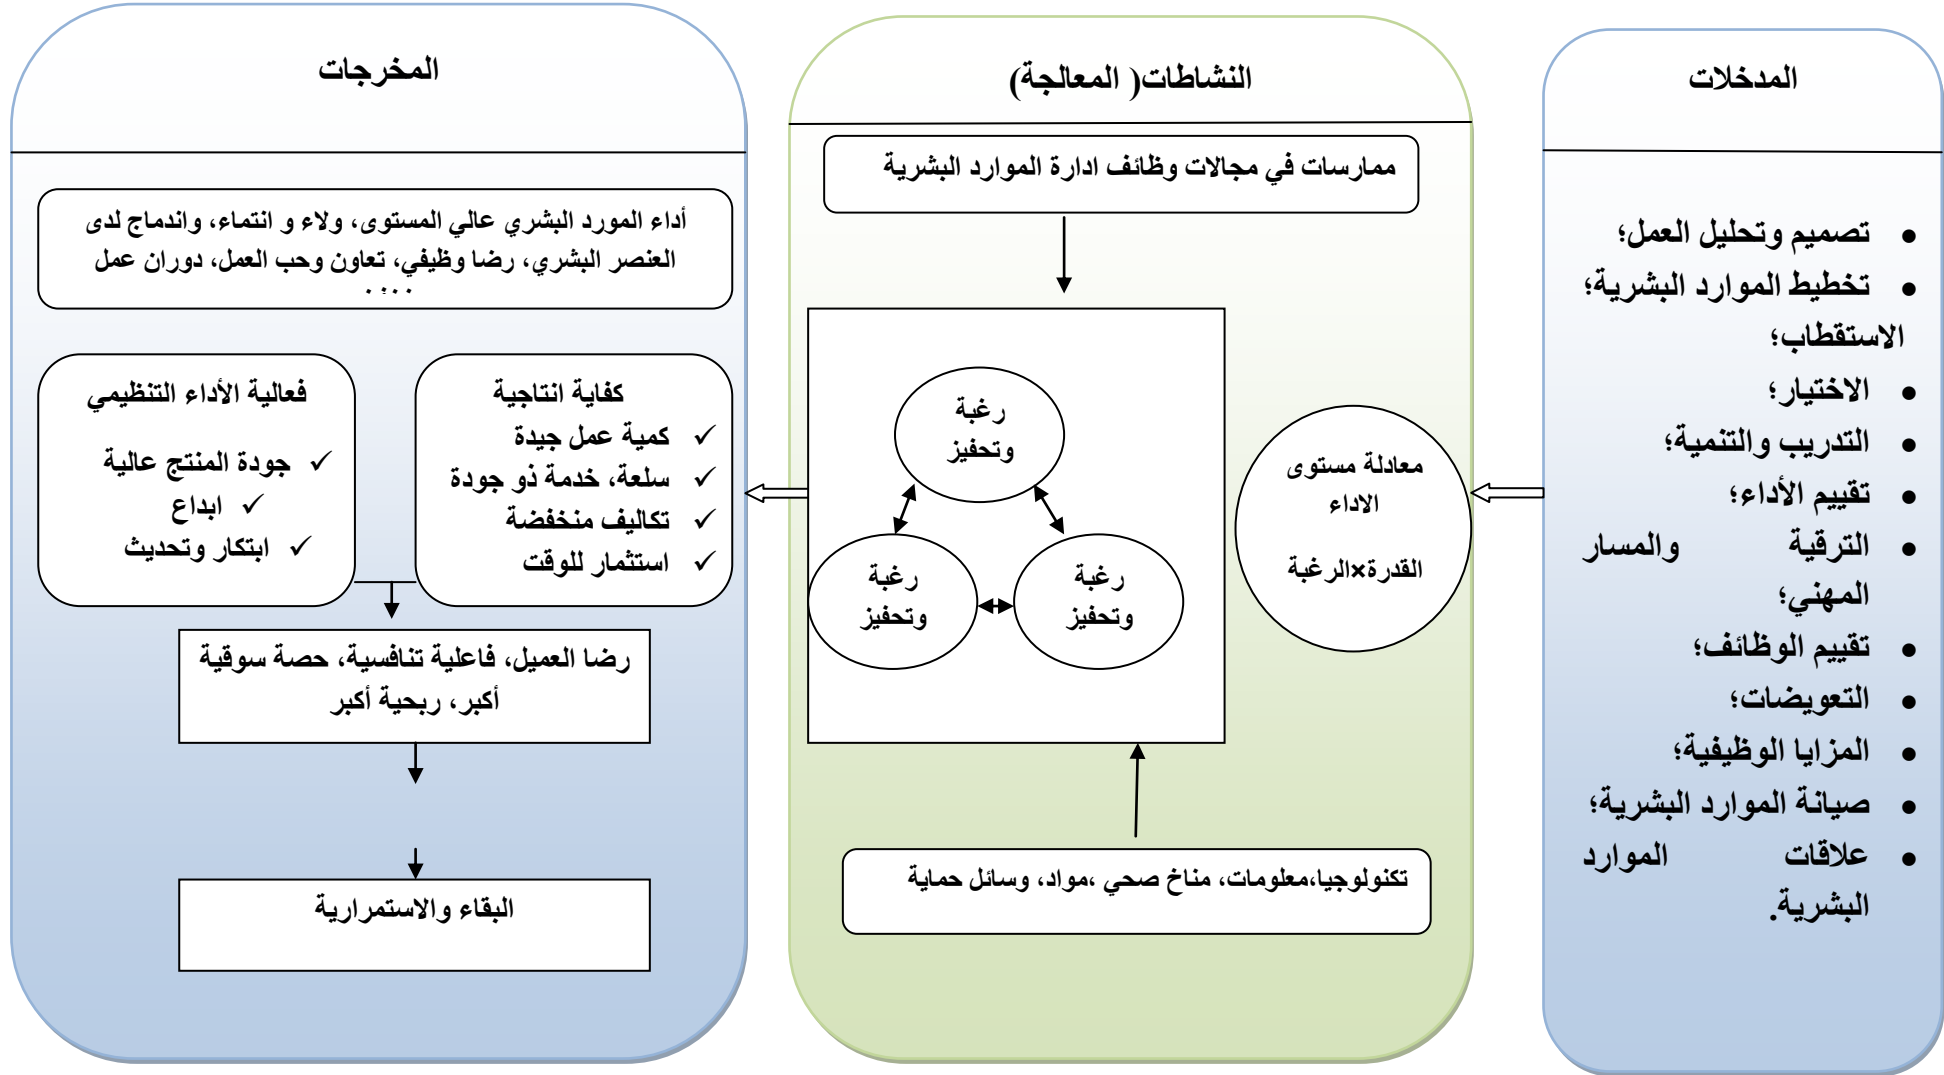 المدخلات
تصميم وتحليل العمل؛
تخطيط الموارد البشرية؛
الاستقطاب؛
الاختيار؛
التدريب والتنمية؛
تقييم الأداء؛
الترقية والمسار
المهني؛
تقييم الوظائف؛
التعويضات؛
المزايا الوظيفية؛
صيانة الموارد البشرية؛
علاقات الموارد
البشرية.
النشاطات( المعالجة)
ممارسات في مجالات وظائف ادارة الموارد البشرية
معادلة مستوى
الاداء
القدرة×الرغبة
رغبة
وتحفيز
رغبة
وتحفيز
رغبة
وتحفيز
تكنولوجيا،معلومات، مناخ صحي ،مواد، وسائل حماية
المخرجات
أداء المورد البشري عالي المستوى، ولاء و انتماء، واندماج لدى
العنصر البشري، رضا وظيفي، تعاون وحب العمل، دوران عمل
كفاية انتاجية
✓ كمية عمل جيدة
✓ سلعة، خدمة ذو جودة
✓ تكاليف منخفضة
✓ استثمار للوقت
فعالية الأداء التنظيمي
✓ جودة المنتج عالية
✓ ابداع
✓ ابتكار وتحديث
رضا العميل، فاعلية تنافسية، حصة سوقية
أكبر، ربحية أكبر
البقاء والاستمرارية